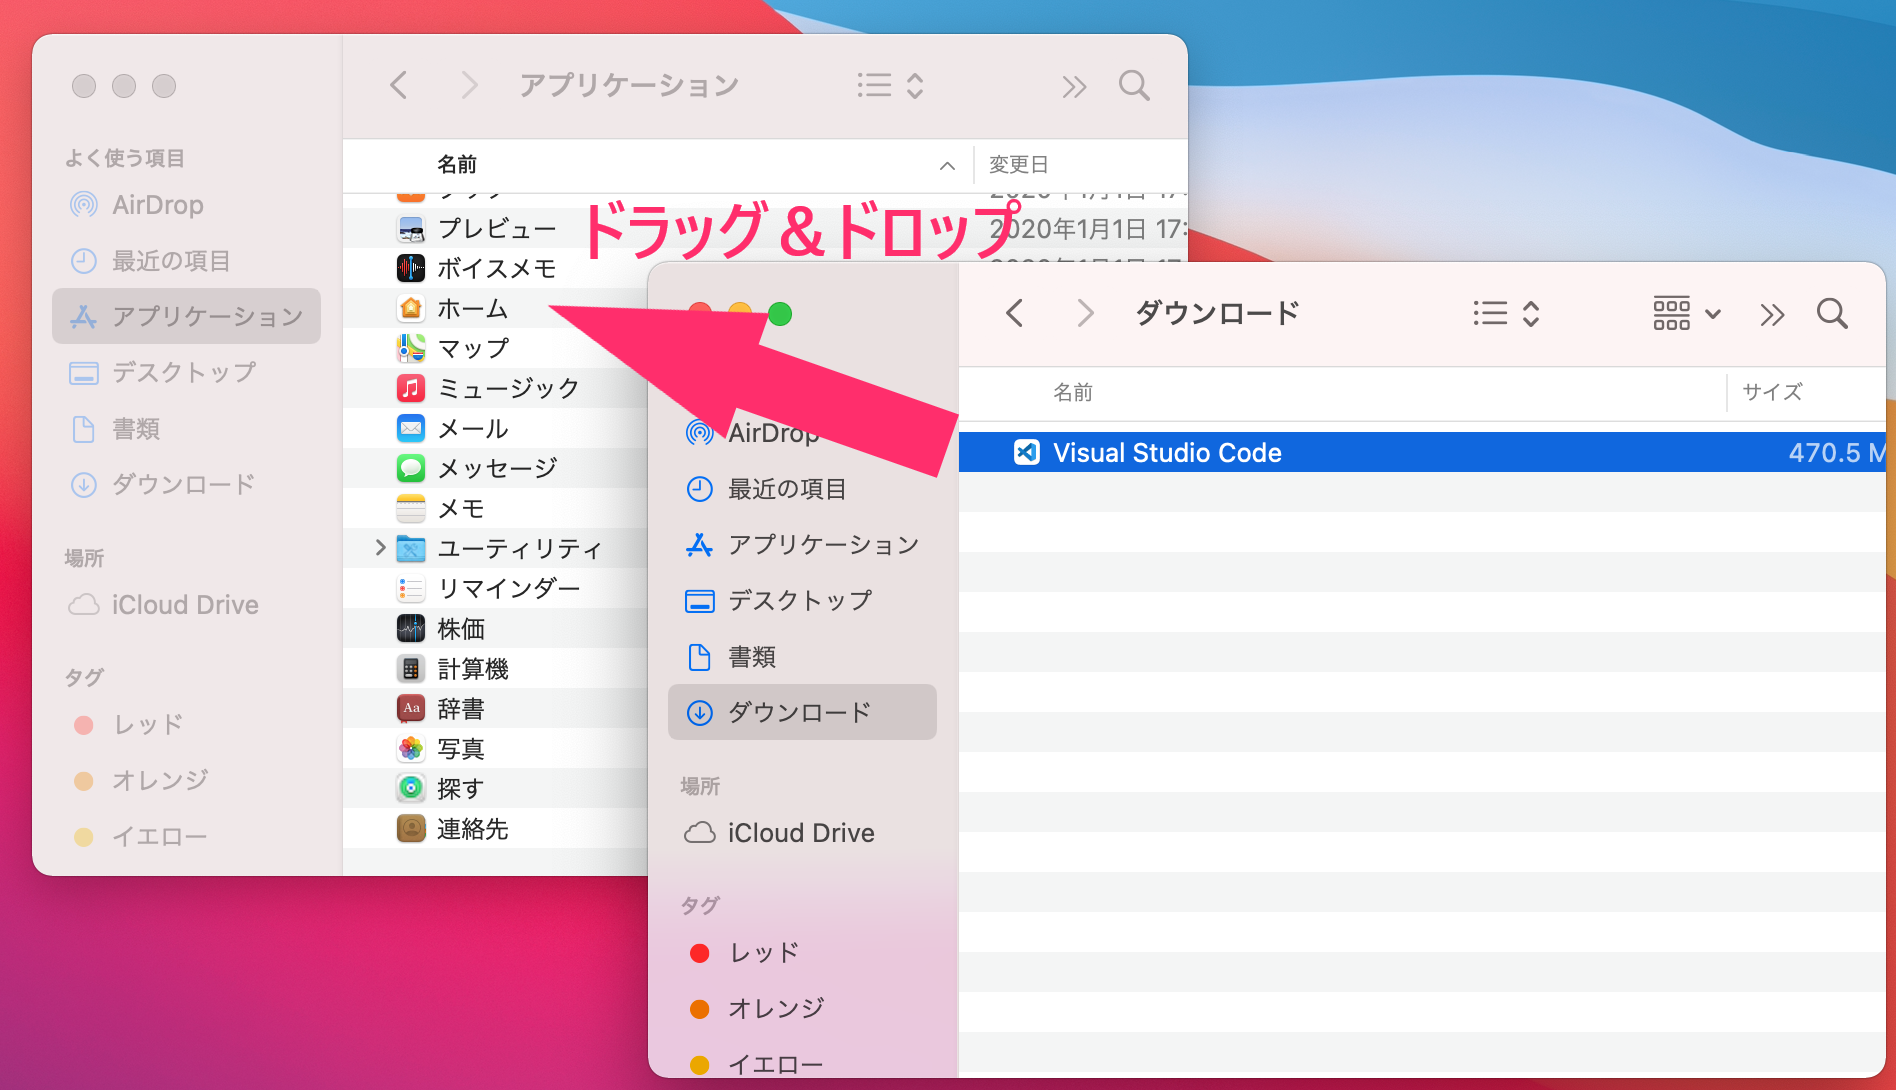 アプリケーション
よく使う項目
AirDrop
最近の項目
アプリケーション
デスクトップ
書類
ダウンロード
場所
iCloud Drive
タグ
レッド
オレンジ
イエロー
名前
変更日
プレビュー
2020年1月1日 17:
ボイスメモ
ホーム
マップ
ミュージック
メール
メッセージ
メモ
ユーティリティ
リマインダー
株価
計算機
Aa
辞書
写真
探す
連絡先
ドラッグ&ドロップ
ダウンロード
AirDrop
最近の項目
アプリケーション
デスクトップ
書類
ダウンロード
場所
iCloud Drive
タグ
レッド
オレンジ
イエロー
名前
サイズ
Visual Studio Code
470.5 M